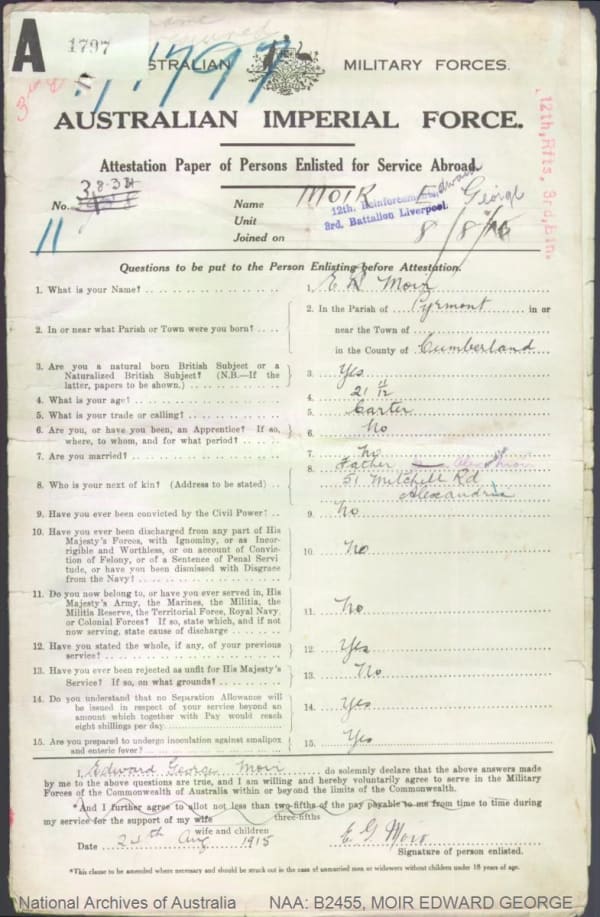 A
1797
1797
AUSTRALIAN MILITARY FORCES.
AUSTRALIAN IMPERIAL FORCE.
12th, Rfts, 3rd, Btn.
Attestation Paper of Persons Enlisted for Service Abroad.
No.
Name MOIR Edward George
Unit 12th. Reinforcements,
3rd. Battalion Liverpool
Joined on 8/8/15
11
Questions to be put to the Person Enlisting before Attestation.
1. What is your Name? 1. E G Moir
2. In or near what Parish or Town were you born? 2. In the Parish of Pyrmont in or
near the Town of
in the County of Cumberland
3. Are you a natural born British Subject or a
Naturalized British Subject? (N.B.—If the
latter, papers to be shown.) 3. Yes
4. What is your age? 4. 21
5. What is your trade or calling? 5. Carter
6. Are you, or have you been, an Apprentice? If so,
where, to whom, and for what period? 6. No
7. Are you married? 7. No
8. Who is your next of kin? (Address to be stated) 8. Father
51 Mitchell Rd
Alexandria
9. Have you ever been convicted by the Civil Power? 9. No
10. Have you ever been discharged from any part of His
Majesty's Forces, with Ignominy, or as Incor-
rigible and Worthless, or on account of Convic-
tion of Felony, or of a Sentence of Penal Servi
tude, or have you been dismissed with Disgrace
from the Navy? 10. No
11. Do you now belong to, or have you ever served in, His
Majesty's Army, the Marines, the Militia, the
Militia Reserve, the Territorial Force, Royal Navy
or Colonial Forces? If so, state which, and if not
now serving, state cause of discharge 11. No
12. Have you stated the whole, if any, of your previous
service? 12. Yes
13. Have you ever been rejected as unfit for His Majesty's
Service? If so, on what grounds? 13. No
14. Do you understand that no Separation Allowance will
be issued in respect of your service beyond an
amount which together with Pay would reach
eight shillings per day. 14. Yes
15. Are you prepared to undergo inoculation against smallpox
and enteric fever? 15. Yes
I, Edward George Moir do solemnly declare that the above answers made
by me to the above questions are true, and I am willing and hereby voluntarily agree to serve in the Military
Forces of the Commonwealth of Australia within or beyond the limits of the Commonwealth.
*And I further agree to allot not less than two-fifths of the pay payable to me from time to time during
three-fifths
my service for the support of my wife
wife and children
Date Aug 1915 E. G Moir
Signature of person enlisted.
*This clause to be amended where necessary and should be struck out in the case of unmarried men or widowers without children under 18 years of age.
National Archives of Australia NAA: B2455, MOIR EDWARD GEORGE